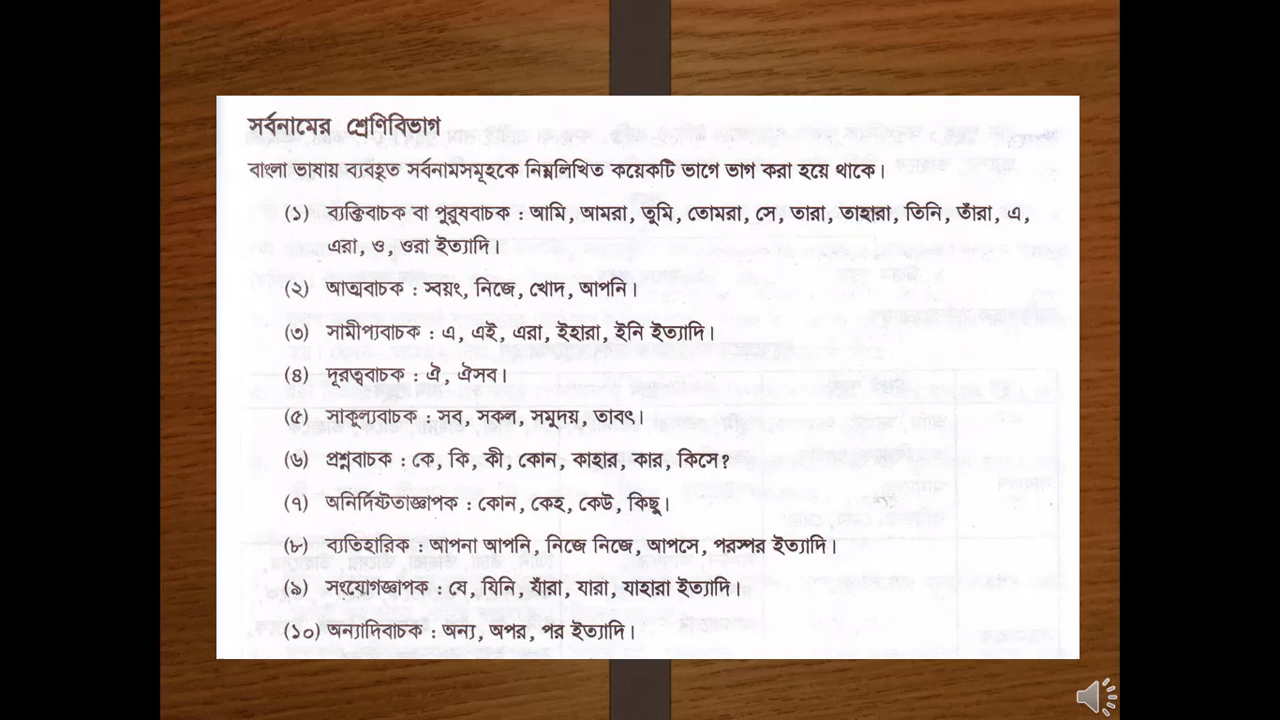 সর্বনামের শ্রেণিবিভাগ
বাংলা ভাষায় ব্যবহৃত সর্বনামসমূহকে নিম্নলিখিত কয়েকটি ভাগে ভাগ করা হয়ে থাকে।
(১) ব্যক্তিবাচক বা পুরুষবাচক : আমি, আমরা, তুমি, তোমরা, সে, তারা, তাহারা, তিনি, তাঁরা, এ,
এরা, ও, ওরা ইত্যাদি।
(২) আত্মবাচক : স্বয়ং, নিজে, খোদ, আপনি।
(৩) সামীপ্যবাচক : এ, এই, এরা, ইহারা, ইনি ইত্যাদি।
(৪) দূরত্ববাচক : ঐ, ঐসব।
(৫) সাকুল্যবাচক : সব, সকল, সমুদয়, তাবৎ।
(৬) প্রশ্নবাচক : কে, কি, কী, কোন, কাহার, কার, কিসে?
(৭) অনির্দিষ্টতাজ্ঞাপক : কোন, কেহ, কেউ, কিছু।
(৮) ব্যতিহারিক : আপনা আপনি, নিজে নিজে, আপসে, পরস্পর ইত্যাদি।
(৯) সংযোগজ্ঞাপক : যে, যিনি, যাঁরা, যারা, যাহারা ইত্যাদি।
(১০) অন্যাদিবাচক : অন্য, অপর, পর ইত্যাদি।